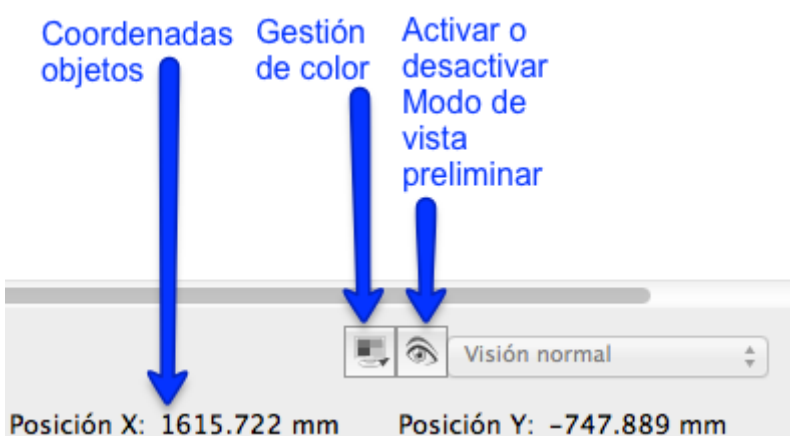 Coordenadas
objetos
Gestión
de color
Activar o
desactivar
Modo de
vista
preliminar
Visión normal
Posición X: 1615.722 mm
Posición Y: -747.889 mm